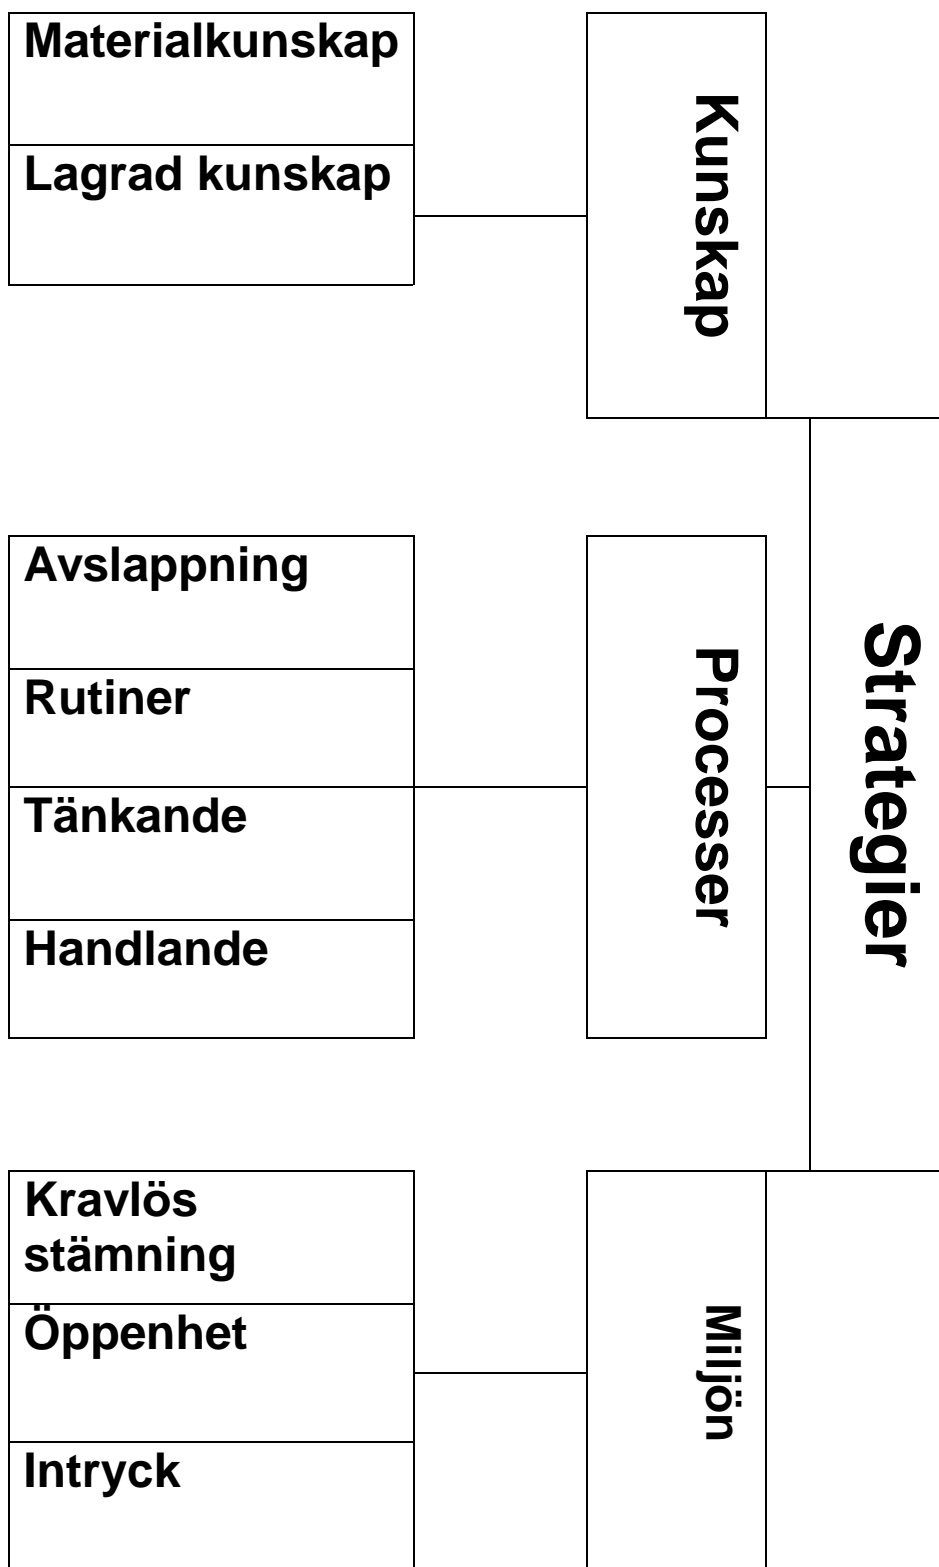 Materialkunskap
Lagrad kunskap
Kunskap
Avslappning
Rutiner
Tänkande
Handlande
Processer
Strategier
Kravlös
stämning
Öppenhet
Intryck
Miljön